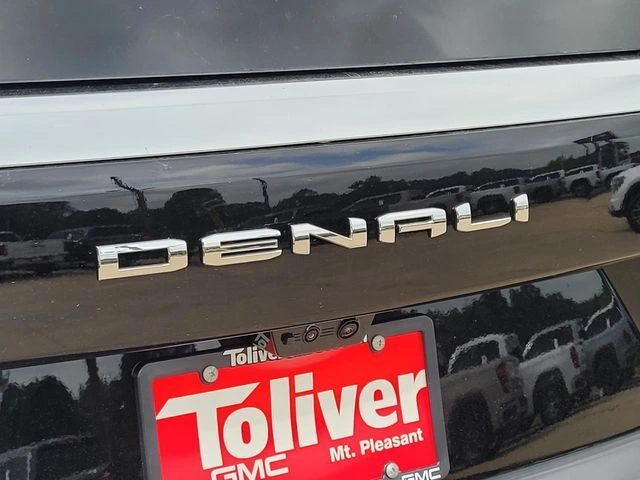 DENALI
Toliver
Toliver
Mt. Pleasant
GMC
GMC